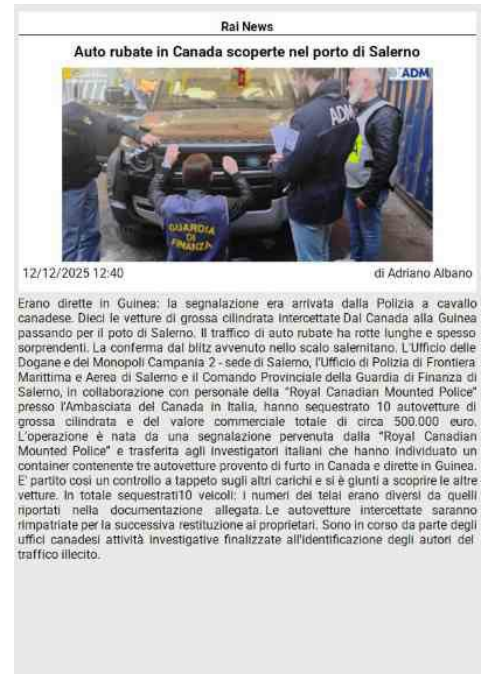 Rai News
Auto rubate in Canada scoperte nel porto di Salerno
ADM
ADM
GUARDIA
DI
FINANZA
12/12/2025 12:40
di Adriano Albano
Erano dirette in Guinea: la segnalazione era arrivata dalla Polizia a cavallo
canadese. Dieci le vetture di grossa cilindrata intercettate Dal Canada alla Guinea
passando per il poto di Salerno. Il traffico di auto rubate ha rotte lunghe e spesso
sorprendenti. La conferma dal blitz avvenuto nello scalo salernitano. L'Ufficio delle
Dogane e dei Monopoli Campania 2 - sede di Salerno, l'Ufficio di Polizia di Frontiera
Marittima e Aerea di Salerno e il Comando Provinciale della Guardia di Finanza di
Salerno, in collaborazione con personale della "Royal Canadian Mounted Police"
presso l'Ambasciata del Canada in Italia, hanno sequestrato 10 autovetture di
grossa cilindrata e del valore commerciale totale di circa 500.000 euro.
L'operazione è nata da una segnalazione pervenuta dalla "Royal Canadian
Mounted Police" e trasferita agli investigatori italiani che hanno individuato un
container contenente tre autovetture provento di furto in Canada e dirette in Guinea.
E' partito così un controllo a tappeto sugli altri carichi e si è giunti a scoprire le altre
vetture. In totale sequestrati10 veicoli: i numeri dei telai erano diversi da quelli
riportati nella documentazione allegata. Le autovetture intercettate saranno
rimpatriate per la successiva restituzione ai proprietari. Sono in corso da parte degli
uffici canadesi attività investigative finalizzate all'identificazione degli autori del
traffico illecito.